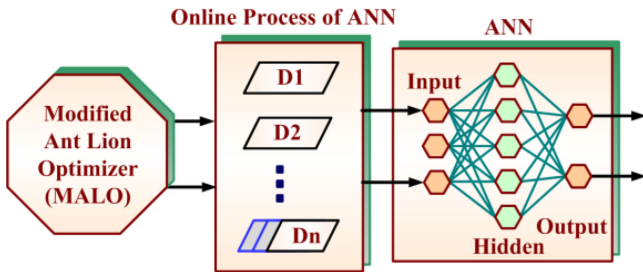 Online Process of ANN
ANN
Modified
Ant Lion
Optimizer
(MALO)
D1
D2
Dn
Input
Hidden
Output